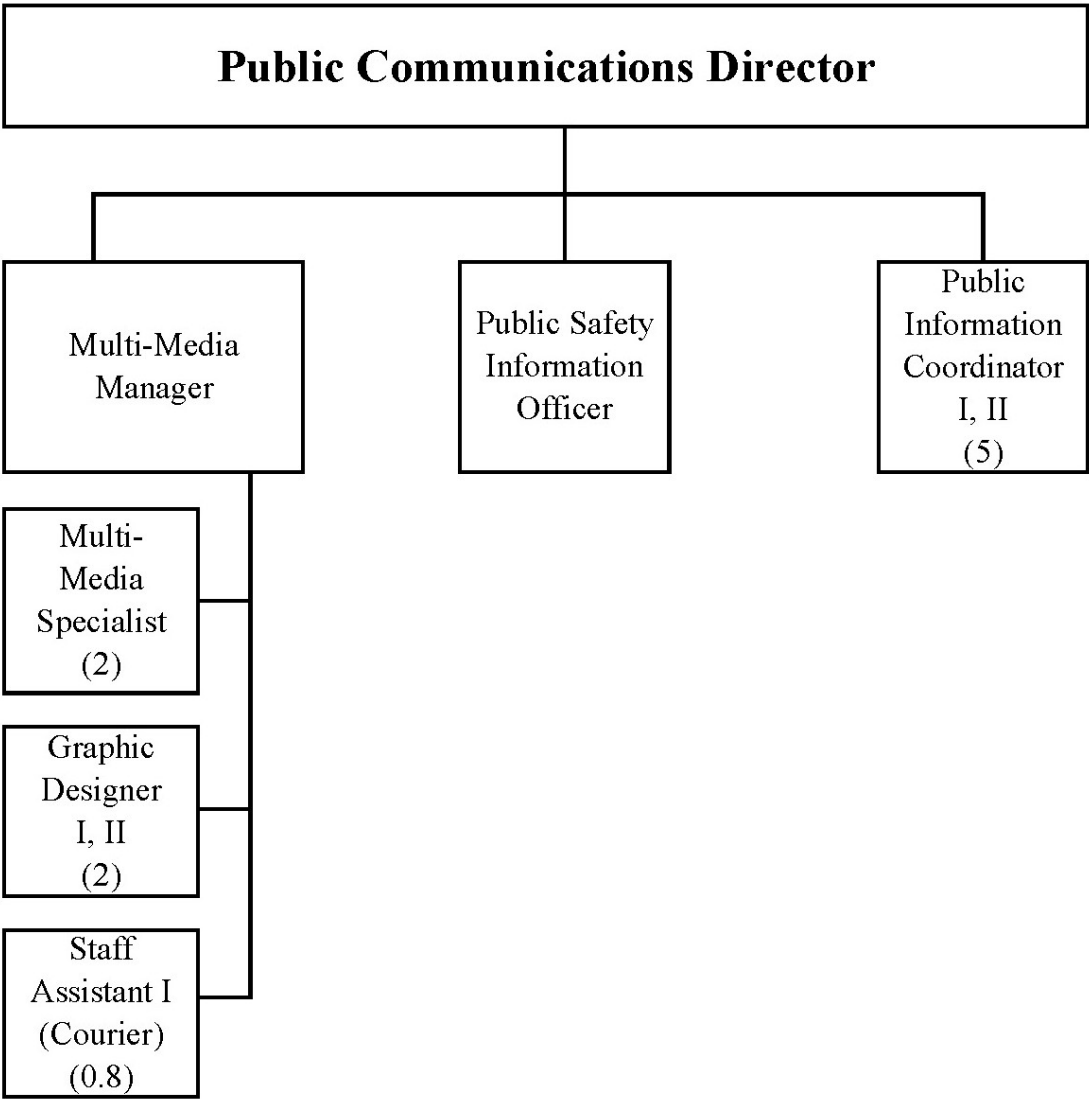 Public Communications Director
Multi-Media
Manager
Public Safety
Information
Officer
Public
Information
Coordinator
I, II
(5)
Multi-
Media
Specialist
(2)
Graphic
Designer
I, II
(2)
Staff
Assistant I
(Courier)
(0.8)